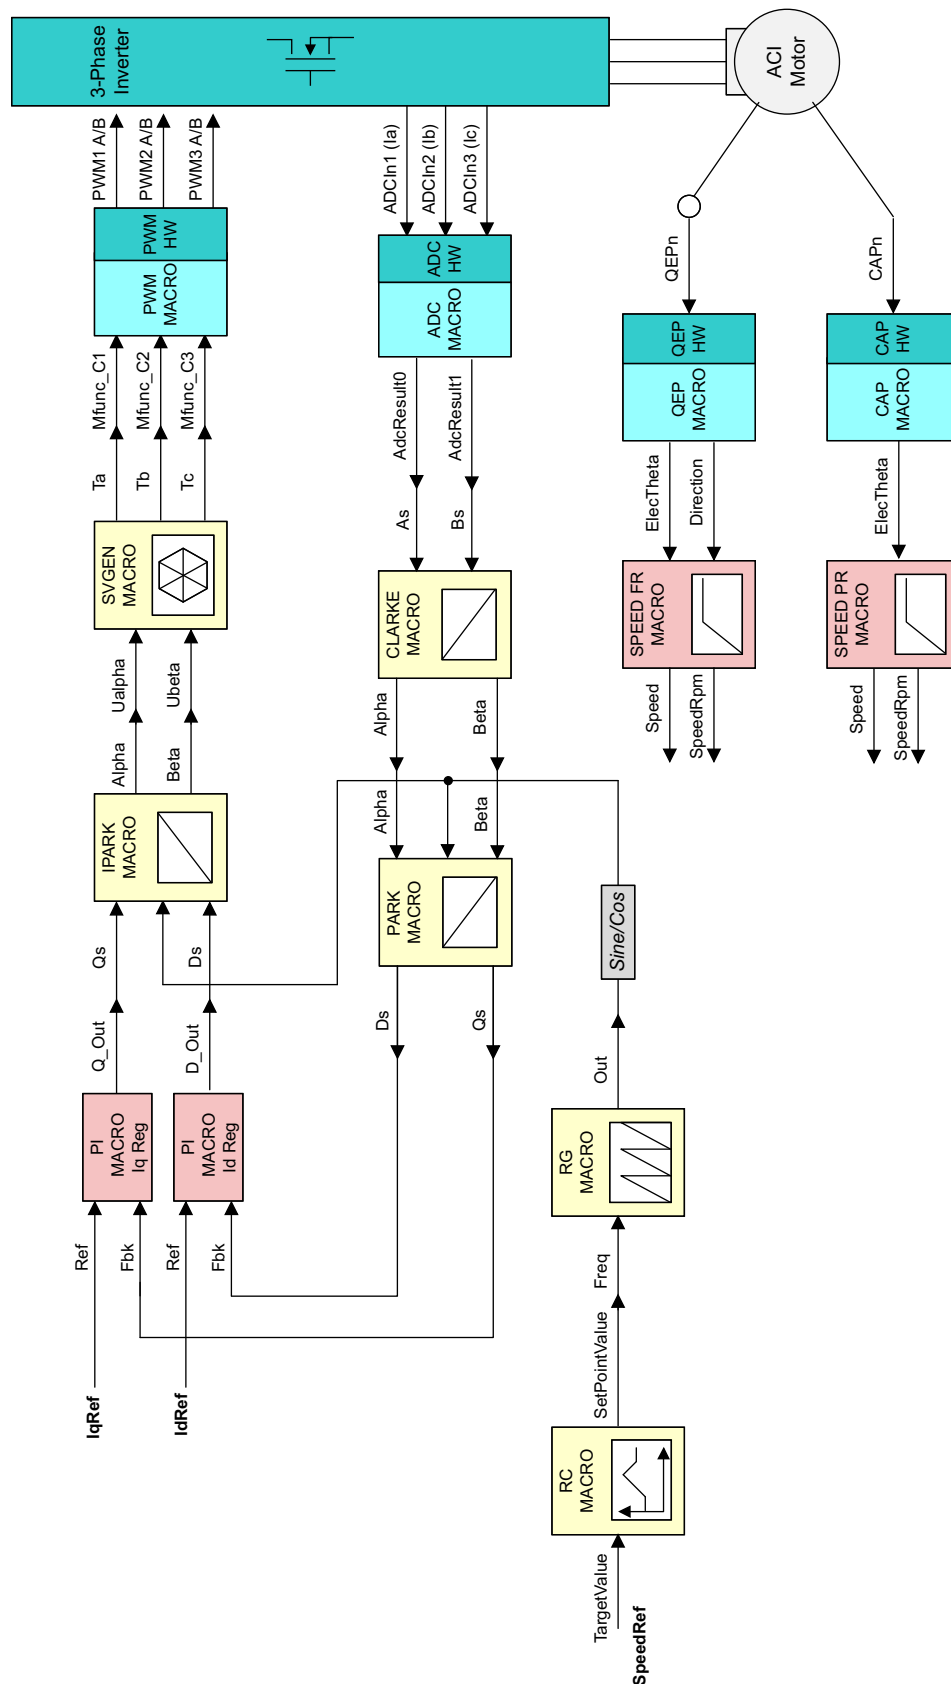 IqRef
Ref
Fbk
PI
MACRO
Iq Reg
Q_Out
Qs
IdRef
Ref
Fbk
PI
MACRO
Id Reg
D_Out
Ds
IPARK
MACRO
Alpha
Beta
Ualpha
Ubeta
SVGEN
MACRO
Ta
Tb
Tc
Mfunc_C1
Mfunc_C2
Mfunc_C3
PWM
MACRO
PWM
HW
PWM1 A/B
PWM2 A/B
PWM3 A/B
3-Phase
Inverter
Ds
Qs
PARK
MACRO
Alpha
Beta
Alpha
Beta
CLARKE
MACRO
As
Bs
AdcResult0
AdcResult1
ADC
MACRO
ADC
HW
ADCIn1 (Ia)
ADCIn2 (Ib)
ADCIn3 (Ic)
TargetValue
SpeedRef
RC
MACRO
SetPointValue
Freq
RG
MACRO
Out
Sine/Cos
Speed
SpeedRpm
SPEED FR
MACRO
ElecTheta
Direction
QEP
MACRO
QEP
HW
QEPn
ACI
Motor
Speed
SpeedRpm
SPEED PR
MACRO
ElecTheta
CAP
MACRO
CAP
HW
CAPn